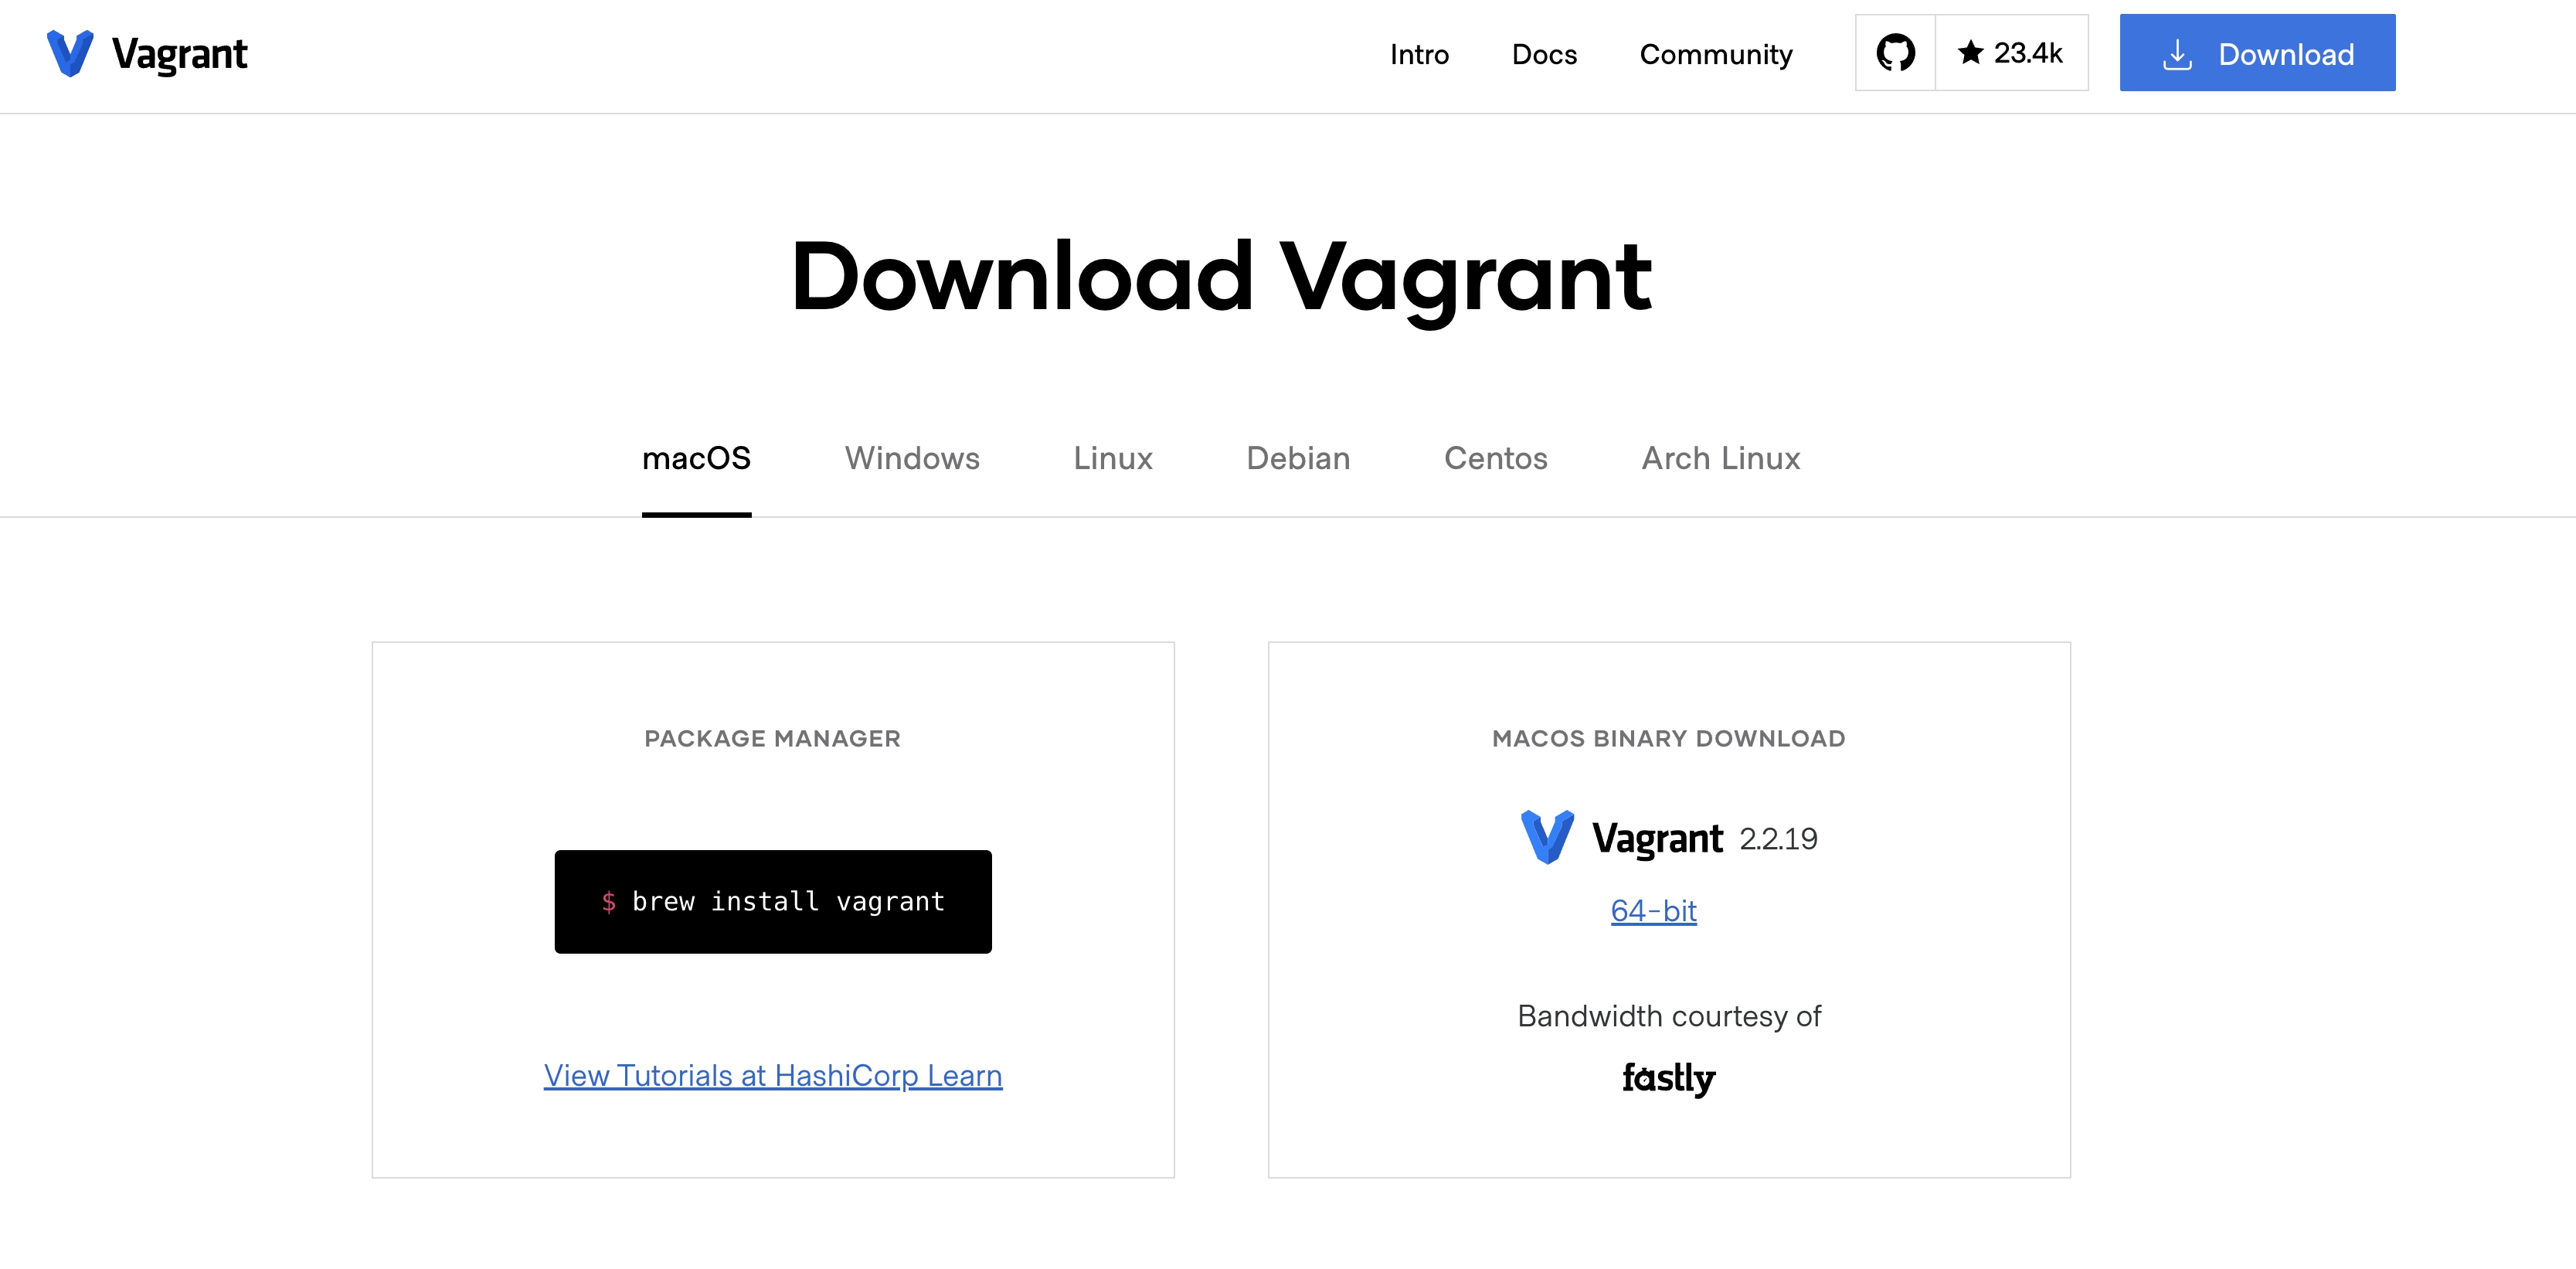 Vagrant
Intro Docs Community 23.4k Download
Download Vagrant
macOS Windows Linux Debian Centos Arch Linux
PACKAGE MANAGER
$ brew install vagrant
View Tutorials at HashiCorp Learn
MACOS BINARY DOWNLOAD
Vagrant 2.2.19
64-bit
Bandwidth courtesy of
fastly